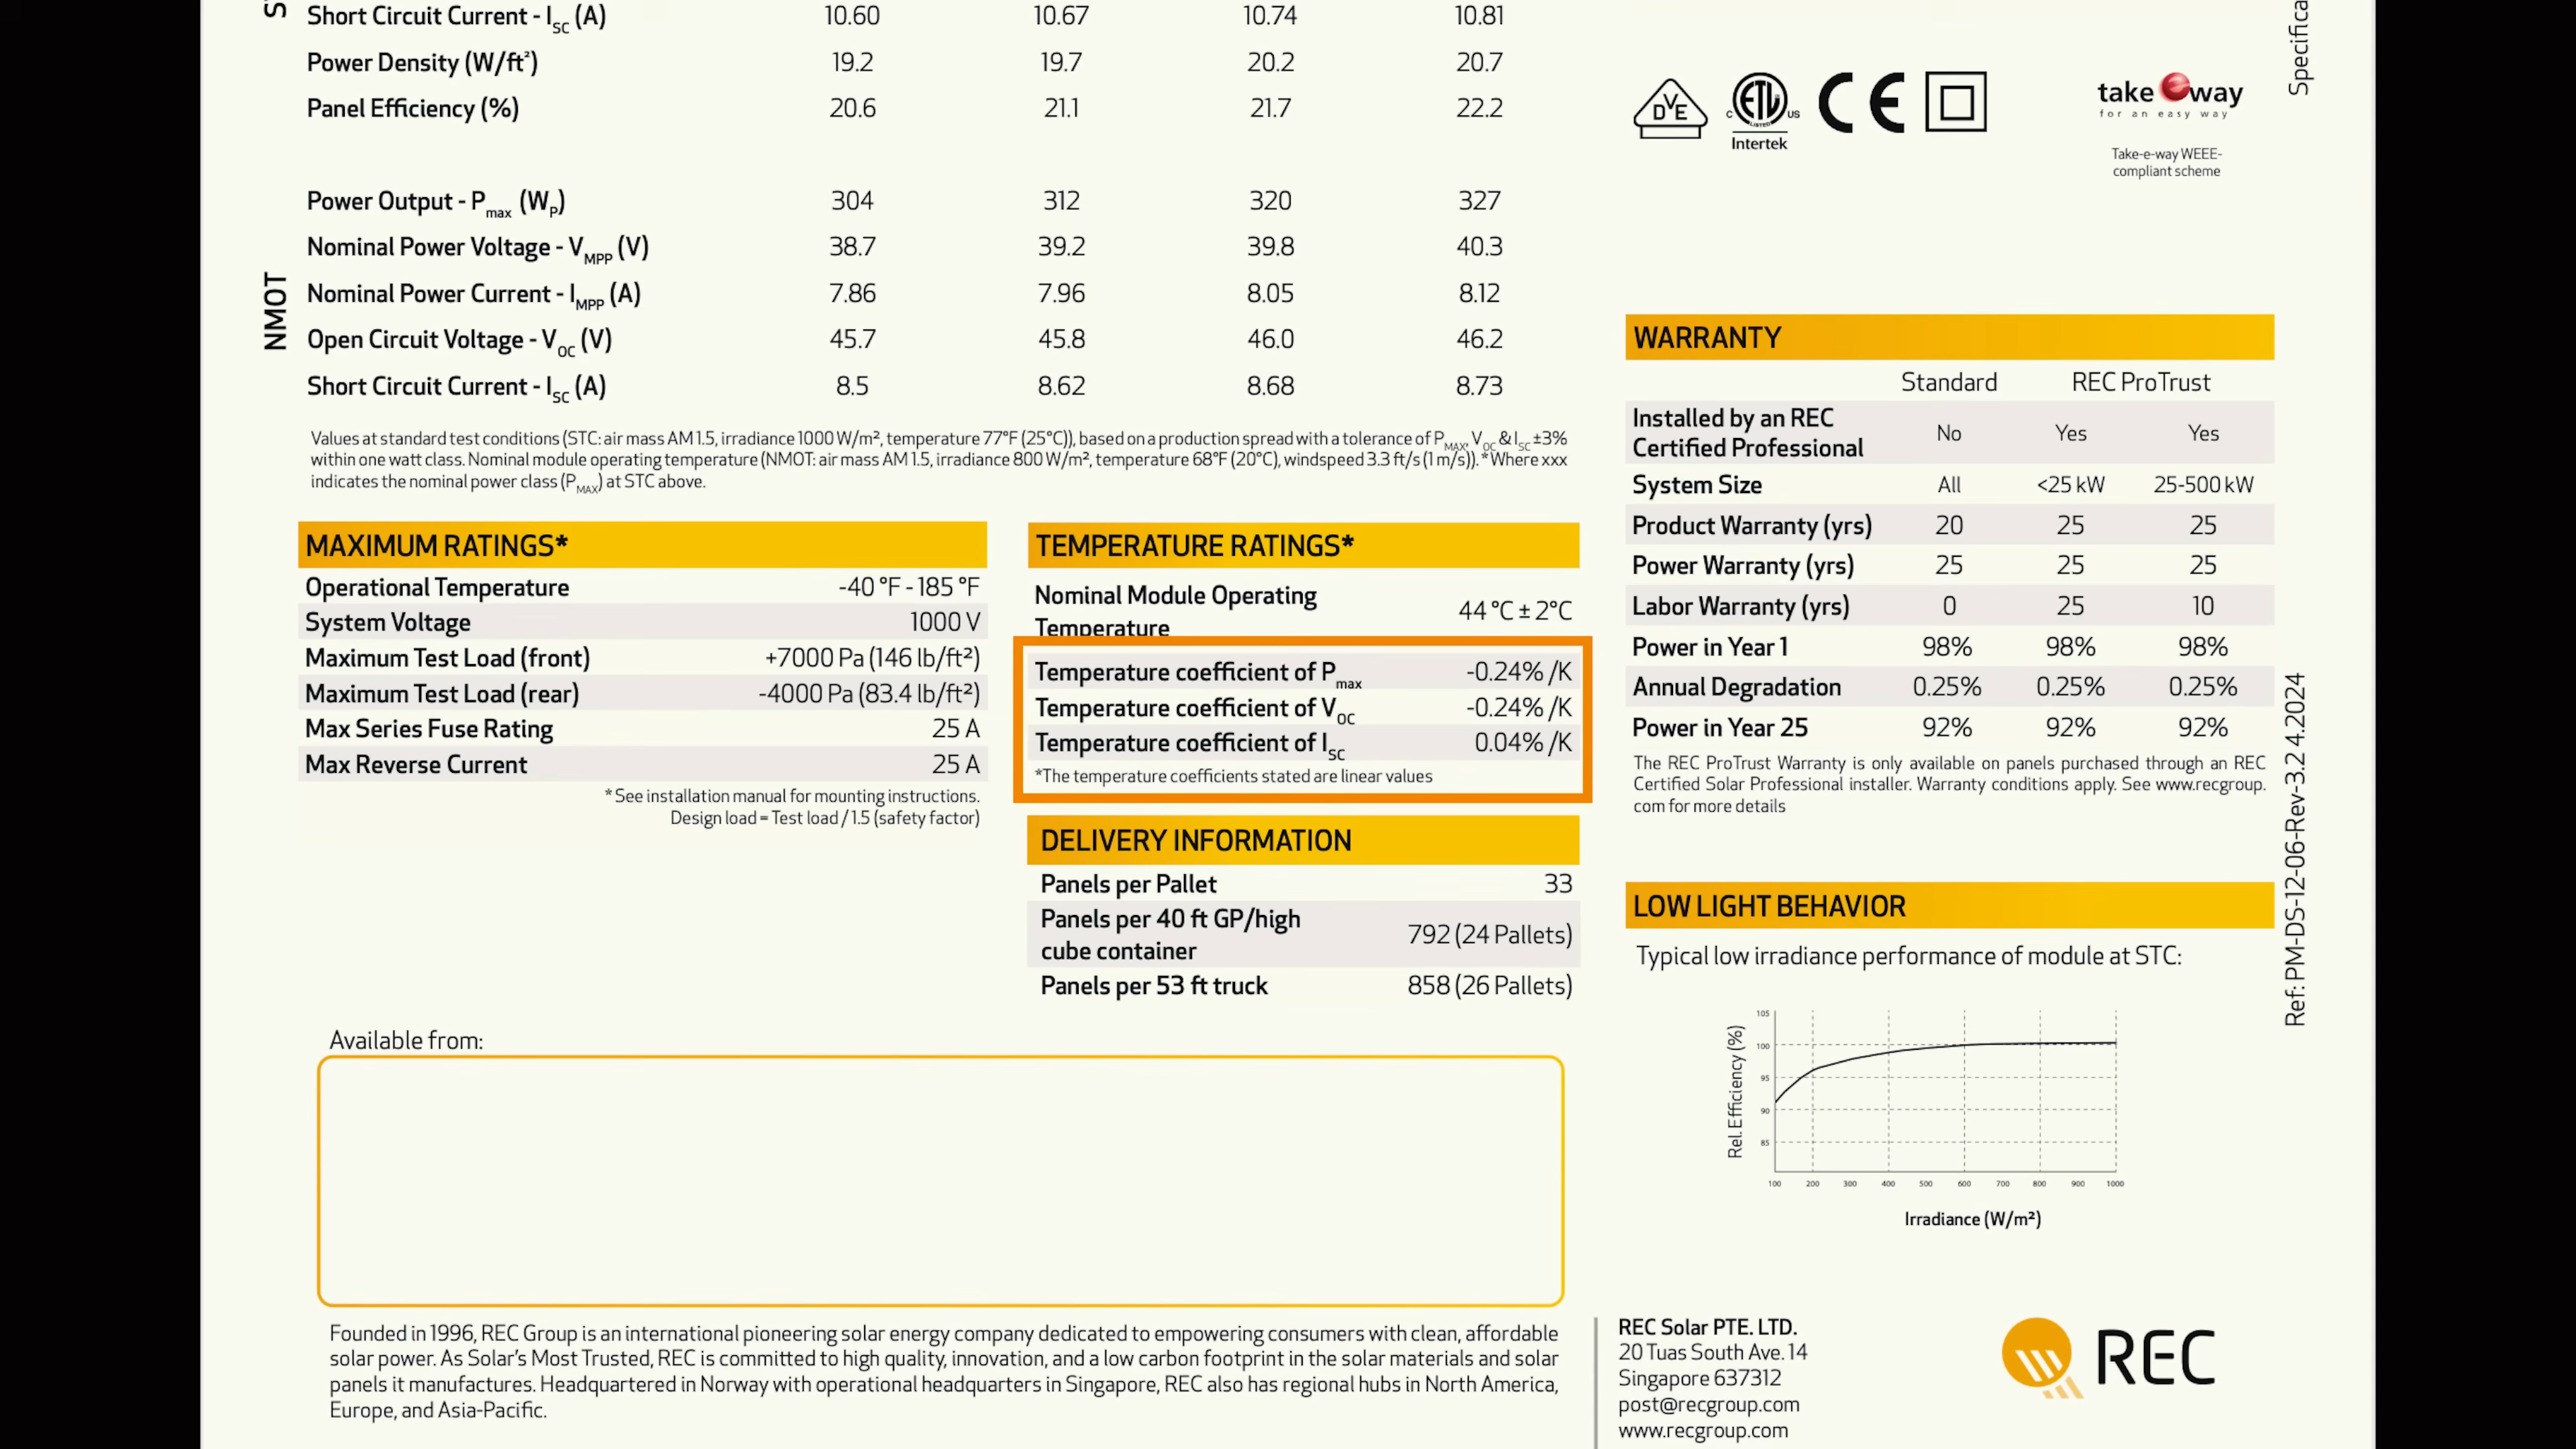 Short Circuit Current - ISC (A) 10.60 10.67 10.74 10.81
Power Density (W/ft²) 19.2 19.7 20.2 20.7
Panel Efficiency (%) 20.6 21.1 21.7 22.2
NMOT
Power Output - Pmax (WP) 304 312 320 327
Nominal Power Voltage - VMPP (V) 38.7 39.2 39.8 40.3
Nominal Power Current - IMPP (A) 7.86 7.96 8.05 8.12
Open Circuit Voltage - VOC (V) 45.7 45.8 46.0 46.2
Short Circuit Current - ISC (A) 8.5 8.62 8.68 8.73
Values at standard test conditions (STC: air mass AM 1.5, irradiance 1000 W/m², temperature 77°F (25°C)), based on a production spread with a tolerance of PMAX, VOC & ISC ±3%
within one watt class. Nominal module operating temperature (NMOT: air mass AM 1.5, irradiance 800 W/m², temperature 68°F (20°C), windspeed 3.3 ft/s (1 m/s)). * Where xxx
indicates the nominal power class (PMAX) at STC above.
MAXIMUM RATINGS*
Operational Temperature -40 °F - 185 °F
System Voltage 1000 V
Maximum Test Load (front) +7000 Pa (146 lb/ft²)
Maximum Test Load (rear) -4000 Pa (83.4 lb/ft²)
Max Series Fuse Rating 25 A
Max Reverse Current 25 A
* See installation manual for mounting instructions.
Design load = Test load / 1.5 (safety factor)
TEMPERATURE RATINGS*
Nominal Module Operating
Temperature 44 °C ± 2°C
Temperature coefficient of Pmax -0.24% /K
Temperature coefficient of VOC -0.24% /K
Temperature coefficient of ISC 0.04% /K
*The temperature coefficients stated are linear values
DELIVERY INFORMATION
Panels per Pallet 33
Panels per 40 ft GP/high
cube container 792 (24 Pallets)
Panels per 53 ft truck 858 (26 Pallets)
DVE
C ETL US
LISTED
Intertek
CE
take e way
for an easy way
Take-e-way WEEE-
compliant scheme
Specifica
WARRANTY
Standard REC ProTrust
Installed by an REC
Certified Professional No Yes Yes
System Size All <25 kW 25-500 kW
Product Warranty (yrs) 20 25 25
Power Warranty (yrs) 25 25 25
Labor Warranty (yrs) 0 25 10
Power in Year 1 98% 98% 98%
Annual Degradation 0.25% 0.25% 0.25%
Power in Year 25 92% 92% 92%
The REC ProTrust Warranty is only available on panels purchased through an REC
Certified Solar Professional installer. Warranty conditions apply. See www.recgroup.
com for more details
LOW LIGHT BEHAVIOR
Typical low irradiance performance of module at STC:
Rel. Efficiency (%)
105
100
95
90
85
100 200 300 400 500 600 700 800 900 1000
Irradiance (W/m²)
Ref: PM-DS-12-06-Rev-3.2 4.2024
Available from:
Founded in 1996, REC Group is an international pioneering solar energy company dedicated to empowering consumers with clean, affordable
solar power. As Solar's Most Trusted, REC is committed to high quality, innovation, and a low carbon footprint in the solar materials and solar
panels it manufactures. Headquartered in Norway with operational headquarters in Singapore, REC also has regional hubs in North America,
Europe, and Asia-Pacific.
REC Solar PTE. LTD.
20 Tuas South Ave. 14
Singapore 637312
post@recgroup.com
www.recgroup.com
REC